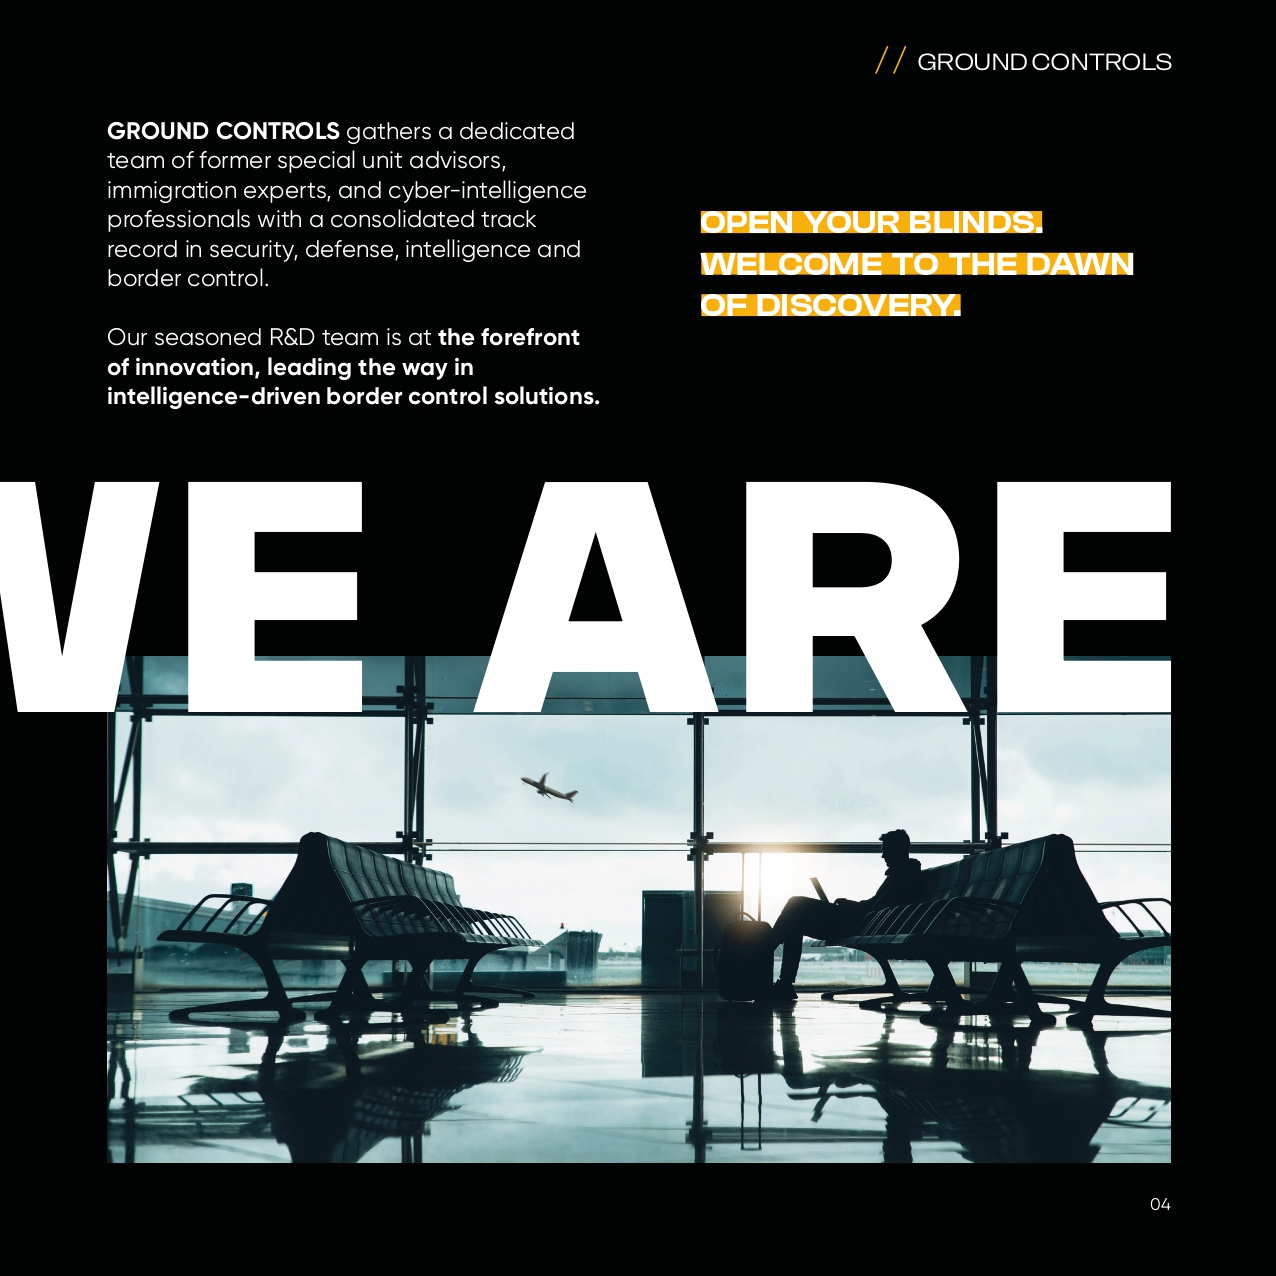 // GROUND CONTROLS
GROUND CONTROLS gathers a dedicated
team of former special unit advisors,
immigration experts, and cyber-intelligence
professionals with a consolidated track
record in security, defense, intelligence and
border control.
Our seasoned R&D team is at the forefront
of innovation, leading the way in
intelligence-driven border control solutions.
OPEN YOUR BLINDS.
WELCOME TO THE DAWN
OF DISCOVERY.
WE ARE
04